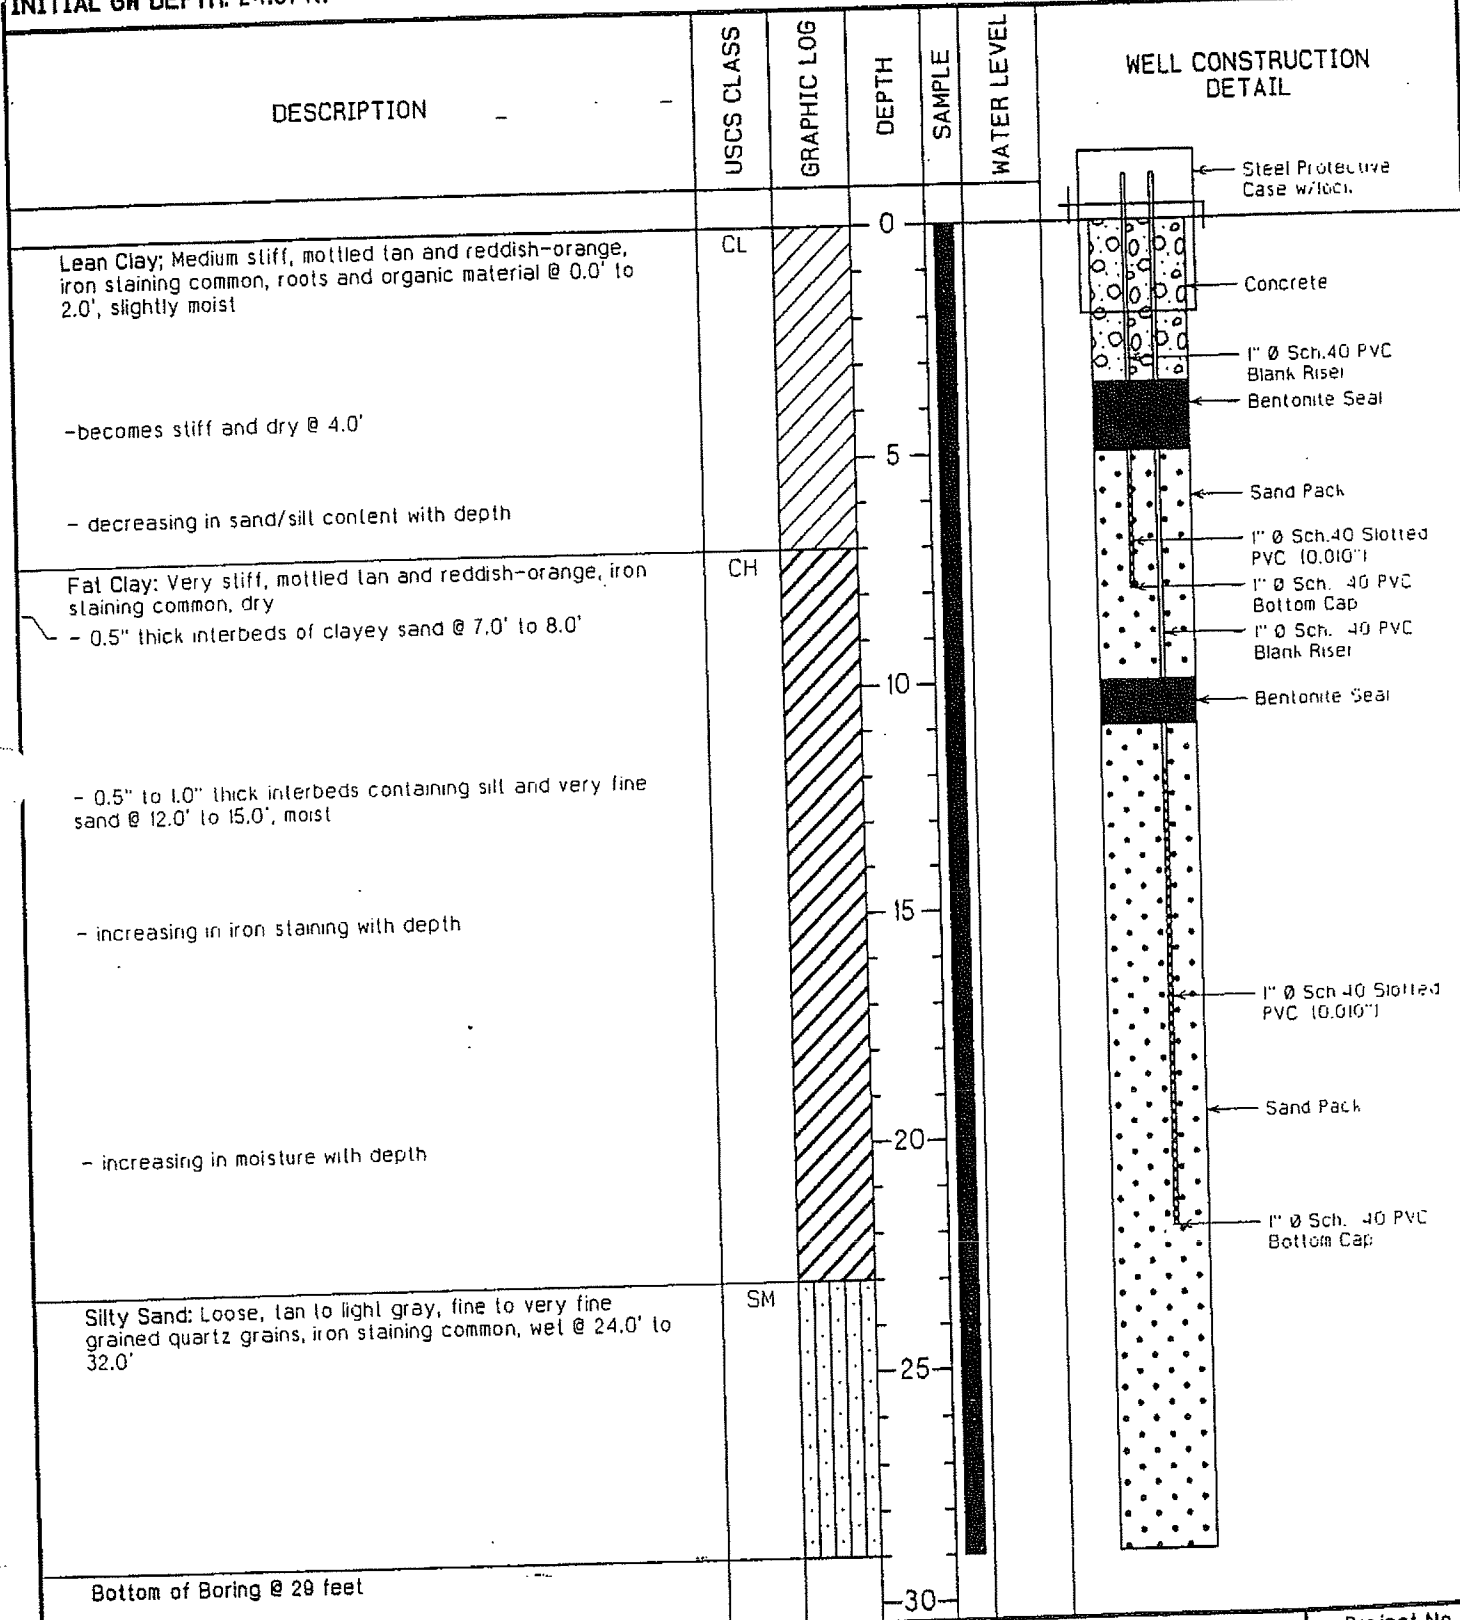 INITIAL GW DEPTH:
DESCRIPTION
USCS CLASS
GRAPHIC LOG
DEPTH
SAMPLE
WATER LEVEL
WELL CONSTRUCTION
DETAIL
Steel Protective
Case w/lock
0
CL
Lean Clay; Medium stiff, mottled tan and reddish-orange,
iron staining common, roots and organic material @ 0.0' to
2.0', slightly moist
Concrete
1" Ø Sch.40 PVC
Blank Riser
Bentonite Seal
-becomes stiff and dry @ 4.0'
5
Sand Pack
- decreasing in sand/silt content with depth
1" Ø Sch.40 Slotted
PVC (0.010")
CH
Fat Clay: Very stiff, mottled tan and reddish-orange, iron
staining common, dry
1" Ø Sch. 40 PVC
Bottom Cap
- 0.5" thick interbeds of clayey sand @ 7.0' to 8.0'
1" Ø Sch. 40 PVC
Blank Riser
10
Bentonite Seal
- 0.5" to 1.0" thick interbeds containing silt and very fine
sand @ 12.0' to 15.0', moist
15
- increasing in iron staining with depth
1" Ø Sch 40 Slotted
PVC (0.010")
Sand Pack
20
- increasing in moisture with depth
1" Ø Sch. 40 PVC
Bottom Cap
SM
Silty Sand: Loose, tan to light gray, fine to very fine
grained quartz grains, iron staining common, wet @ 24.0' to
32.0'
25
Bottom of Boring @ 29 feet
30
Project No